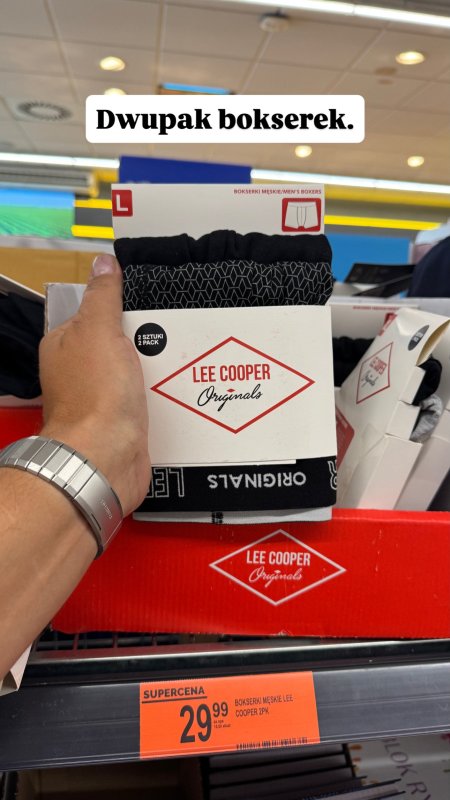 Dwupak bokserek.
L
BOKSERKI MĘSKIE/MEN'S BOXERS
2 SZTUKI
2 PACK
LEE COOPER
Originals
ORIGINALS
LEE COOPER
Originals
SUPERCENA
29 99
BOKSERKI MĘSKIE LEE
COOPER 2PK